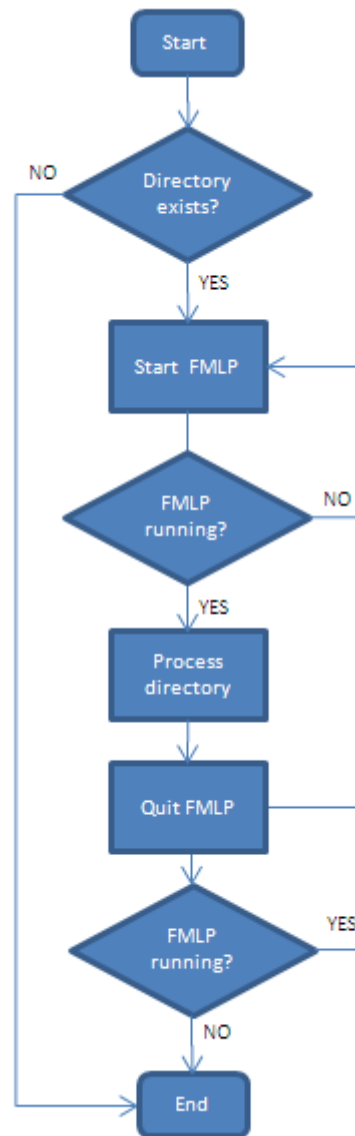 Start
NO
Directory
exists?
YES
Start FMLP
FMLP
running?
NO
YES
Process
directory
Quit FMLP
FMLP
running?
YES
NO
End